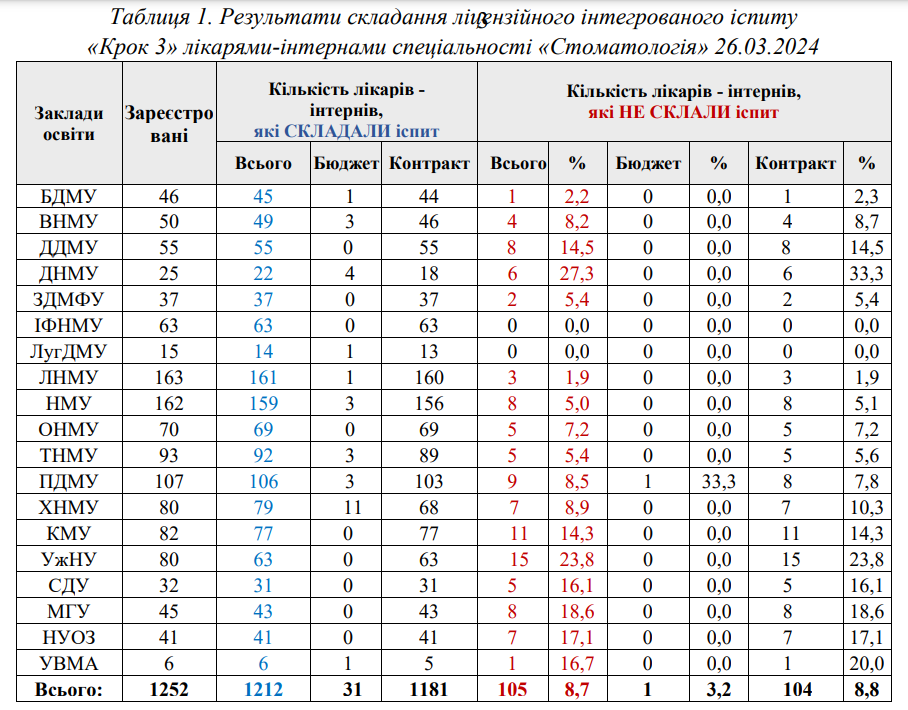 Таблиця 1. Результати складання ліцензійного інтегрованого іспиту
3
«Крок 3» лікарями-інтернами спеціальності «Стоматологія» 26.03.2024
Заклади освіти Зареєстро вані Кількість лікарів - інтернів, які СКЛАДАЛИ іспит Кількість лікарів - інтернів, які НЕ СКЛАЛИ іспит
Всього Бюджет Контракт Всього % Бюджет % Контракт %
БДМУ 46 45 1 44 1 2,2 0 0,0 1 2,3
ВНМУ 50 49 3 46 4 8,2 0 0,0 4 8,7
ДДМУ 55 55 0 55 8 14,5 0 0,0 8 14,5
ДНМУ 25 22 4 18 6 27,3 0 0,0 6 33,3
ЗДМФУ 37 37 0 37 2 5,4 0 0,0 2 5,4
ІФНМУ 63 63 0 63 0 0,0 0 0,0 0 0,0
ЛугДМУ 15 14 1 13 0 0,0 0 0,0 0 0,0
ЛНМУ 163 161 1 160 3 1,9 0 0,0 3 1,9
НМУ 162 159 3 156 8 5,0 0 0,0 8 5,1
ОНМУ 70 69 0 69 5 7,2 0 0,0 5 7,2
ТНМУ 93 92 3 89 5 5,4 0 0,0 5 5,6
ПДМУ 107 106 3 103 9 8,5 1 33,3 8 7,8
ХНМУ 80 79 11 68 7 8,9 0 0,0 7 10,3
КМУ 82 77 0 77 11 14,3 0 0,0 11 14,3
УжНУ 80 63 0 63 15 23,8 0 0,0 15 23,8
СДУ 32 31 0 31 5 16,1 0 0,0 5 16,1
МГУ 45 43 0 43 8 18,6 0 0,0 8 18,6
НУОЗ 41 41 0 41 7 17,1 0 0,0 7 17,1
УВМА 6 6 1 5 1 16,7 0 0,0 1 20,0
Всього: 1252 1212 31 1181 105 8,7 1 3,2 104 8,8